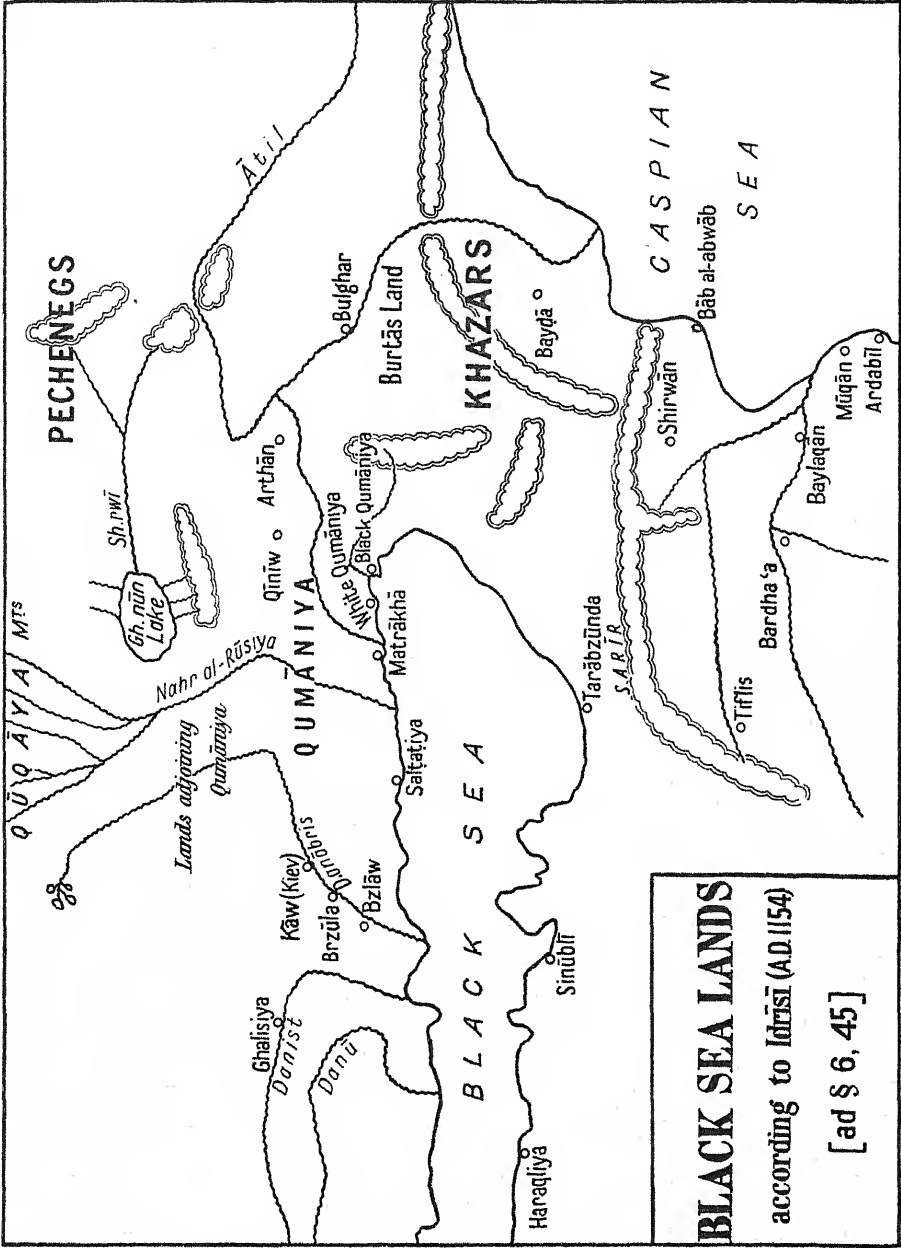 BLACK SEA LANDS
according to Idrīsī (A.D. 1154)
[ad § 6, 45]
QŪQĀYĀ Mts
PECHENEGS
Sh.rwī
Gh.nūn
Lake
Ātil
Nahr al-Rūsiya
Lands adjoining
Qumāniya
QUMĀNIYA
Qīnīw
Arthān
Bulghar
Burtās Land
KHAZARS
Bayḍā
White Qumāniya
Black Qumāniya
Matrākhā
Salṭaṭiya
Kāw (Kiev)
Brzūla
Danābris
Bzlāw
Ghalisiya
Danist
Danū
BLACK SEA
CASPIAN
SEA
Haraqliya
Sinūblī
Tarābzūnda
SARĪR
Tiflis
Shirwān
Bāb al-abwāb
Bardha‘a
Baylaqān
Mūqān
Ardabīl